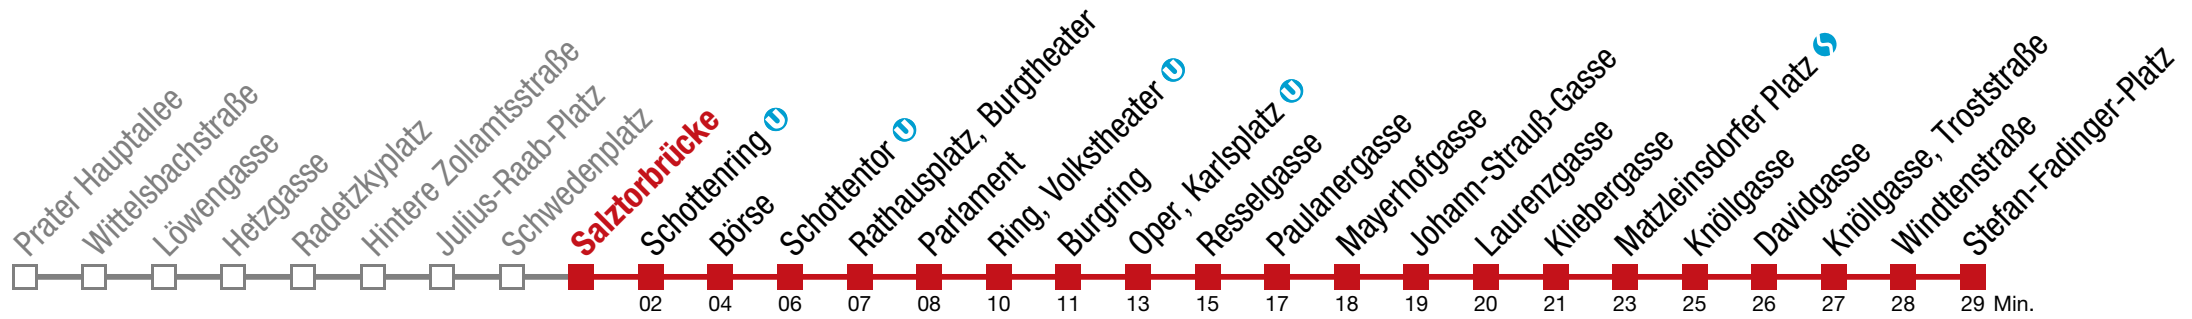 Prater Hauptallee
Wittelsbachstraße
Löwengasse
Hetzgasse
Radetzkyplatz
Hintere Zollamtsstraße
Julius-Raab-Platz
Schwedenplatz
Salztorbrücke
Schottenring U
Börse
Schottentor U
Rathausplatz, Burgtheater
Parlament
Ring, Volkstheater U
Burgring
Oper, Karlsplatz U
Resselgasse
Paulanergasse
Mayerhofgasse
Johann-Strauß-Gasse
Laurenzgasse
Kliebergasse
Matzleinsdorfer Platz S
Knöllgasse
Davidgasse
Knöllgasse, Troststraße
Windtenstraße
Stefan-Fadinger-Platz
02 04 06 07 08 10 11 13 15 17 18 19 20 21 23 25 26 27 28 29 Min.